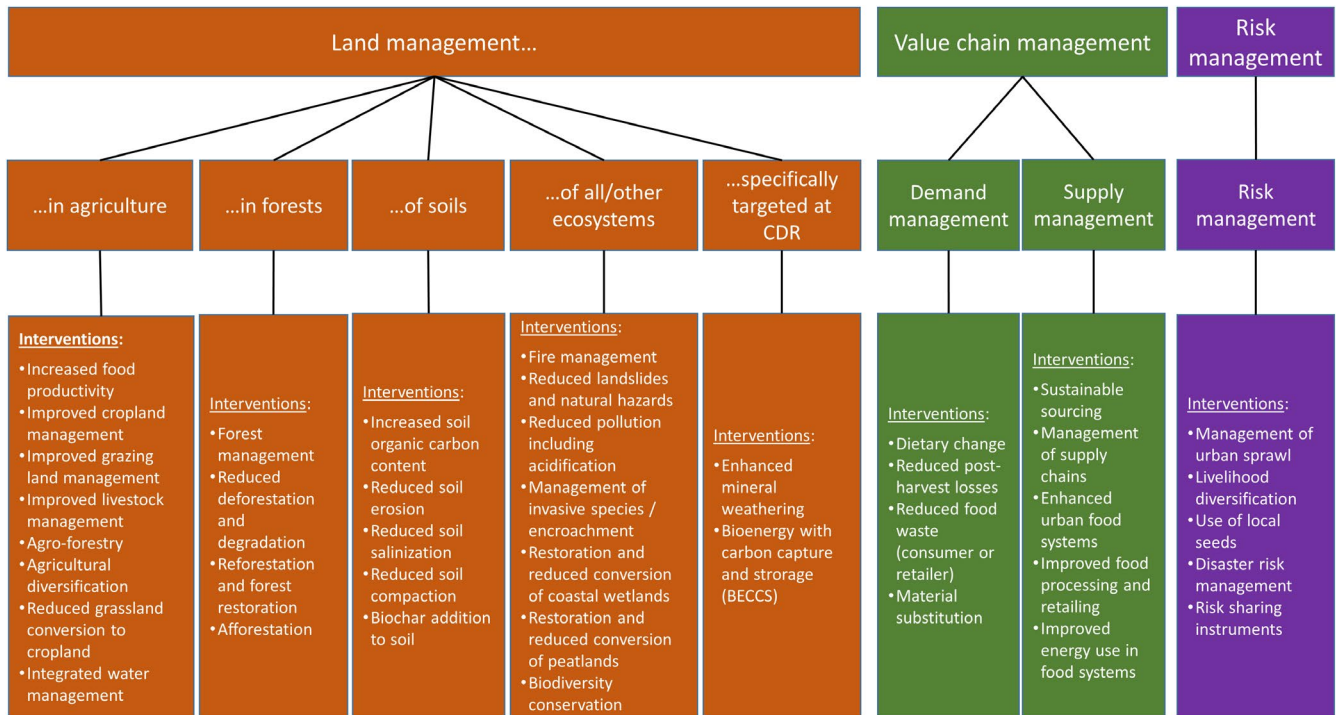 Land management…
Value chain management
Risk
management
…in agriculture
…in forests
…of soils
…of all/other
ecosystems
…specifically
targeted at
CDR
Demand
management
Supply
management
Risk
management
Interventions:
•Increased food
productivity
•Improved cropland
management
•Improved grazing
land management
•Improved livestock
management
•Agro-forestry
•Agricultural
diversification
•Reduced grassland
conversion to
cropland
•Integrated water
management
Interventions:
•Forest
management
•Reduced
deforestation
and
degradation
•Reforestation
and forest
restoration
•Afforestation
Interventions:
•Increased soil
organic carbon
content
•Reduced soil
erosion
•Reduced soil
salinization
•Reduced soil
compaction
•Biochar addition
to soil
Interventions:
•Fire management
•Reduced landslides
and natural hazards
•Reduced pollution
including
acidification
•Management of
invasive species /
encroachment
•Restoration and
reduced conversion
of coastal wetlands
•Restoration and
reduced conversion
of peatlands
•Biodiversity
conservation
Interventions:
•Enhanced
mineral
weathering
•Bioenergy with
carbon capture
and strorage
(BECCS)
Interventions:
•Dietary change
•Reduced post-
harvest losses
•Reduced food
waste
(consumer or
retailer)
•Material
substitution
Interventions:
•Sustainable
sourcing
•Management
of supply
chains
•Enhanced
urban food
systems
•Improved food
processing and
retailing
•Improved
energy use in
food systems
Interventions:
•Management of
urban sprawl
•Livelihood
diversification
•Use of local
seeds
•Disaster risk
management
•Risk sharing
instruments